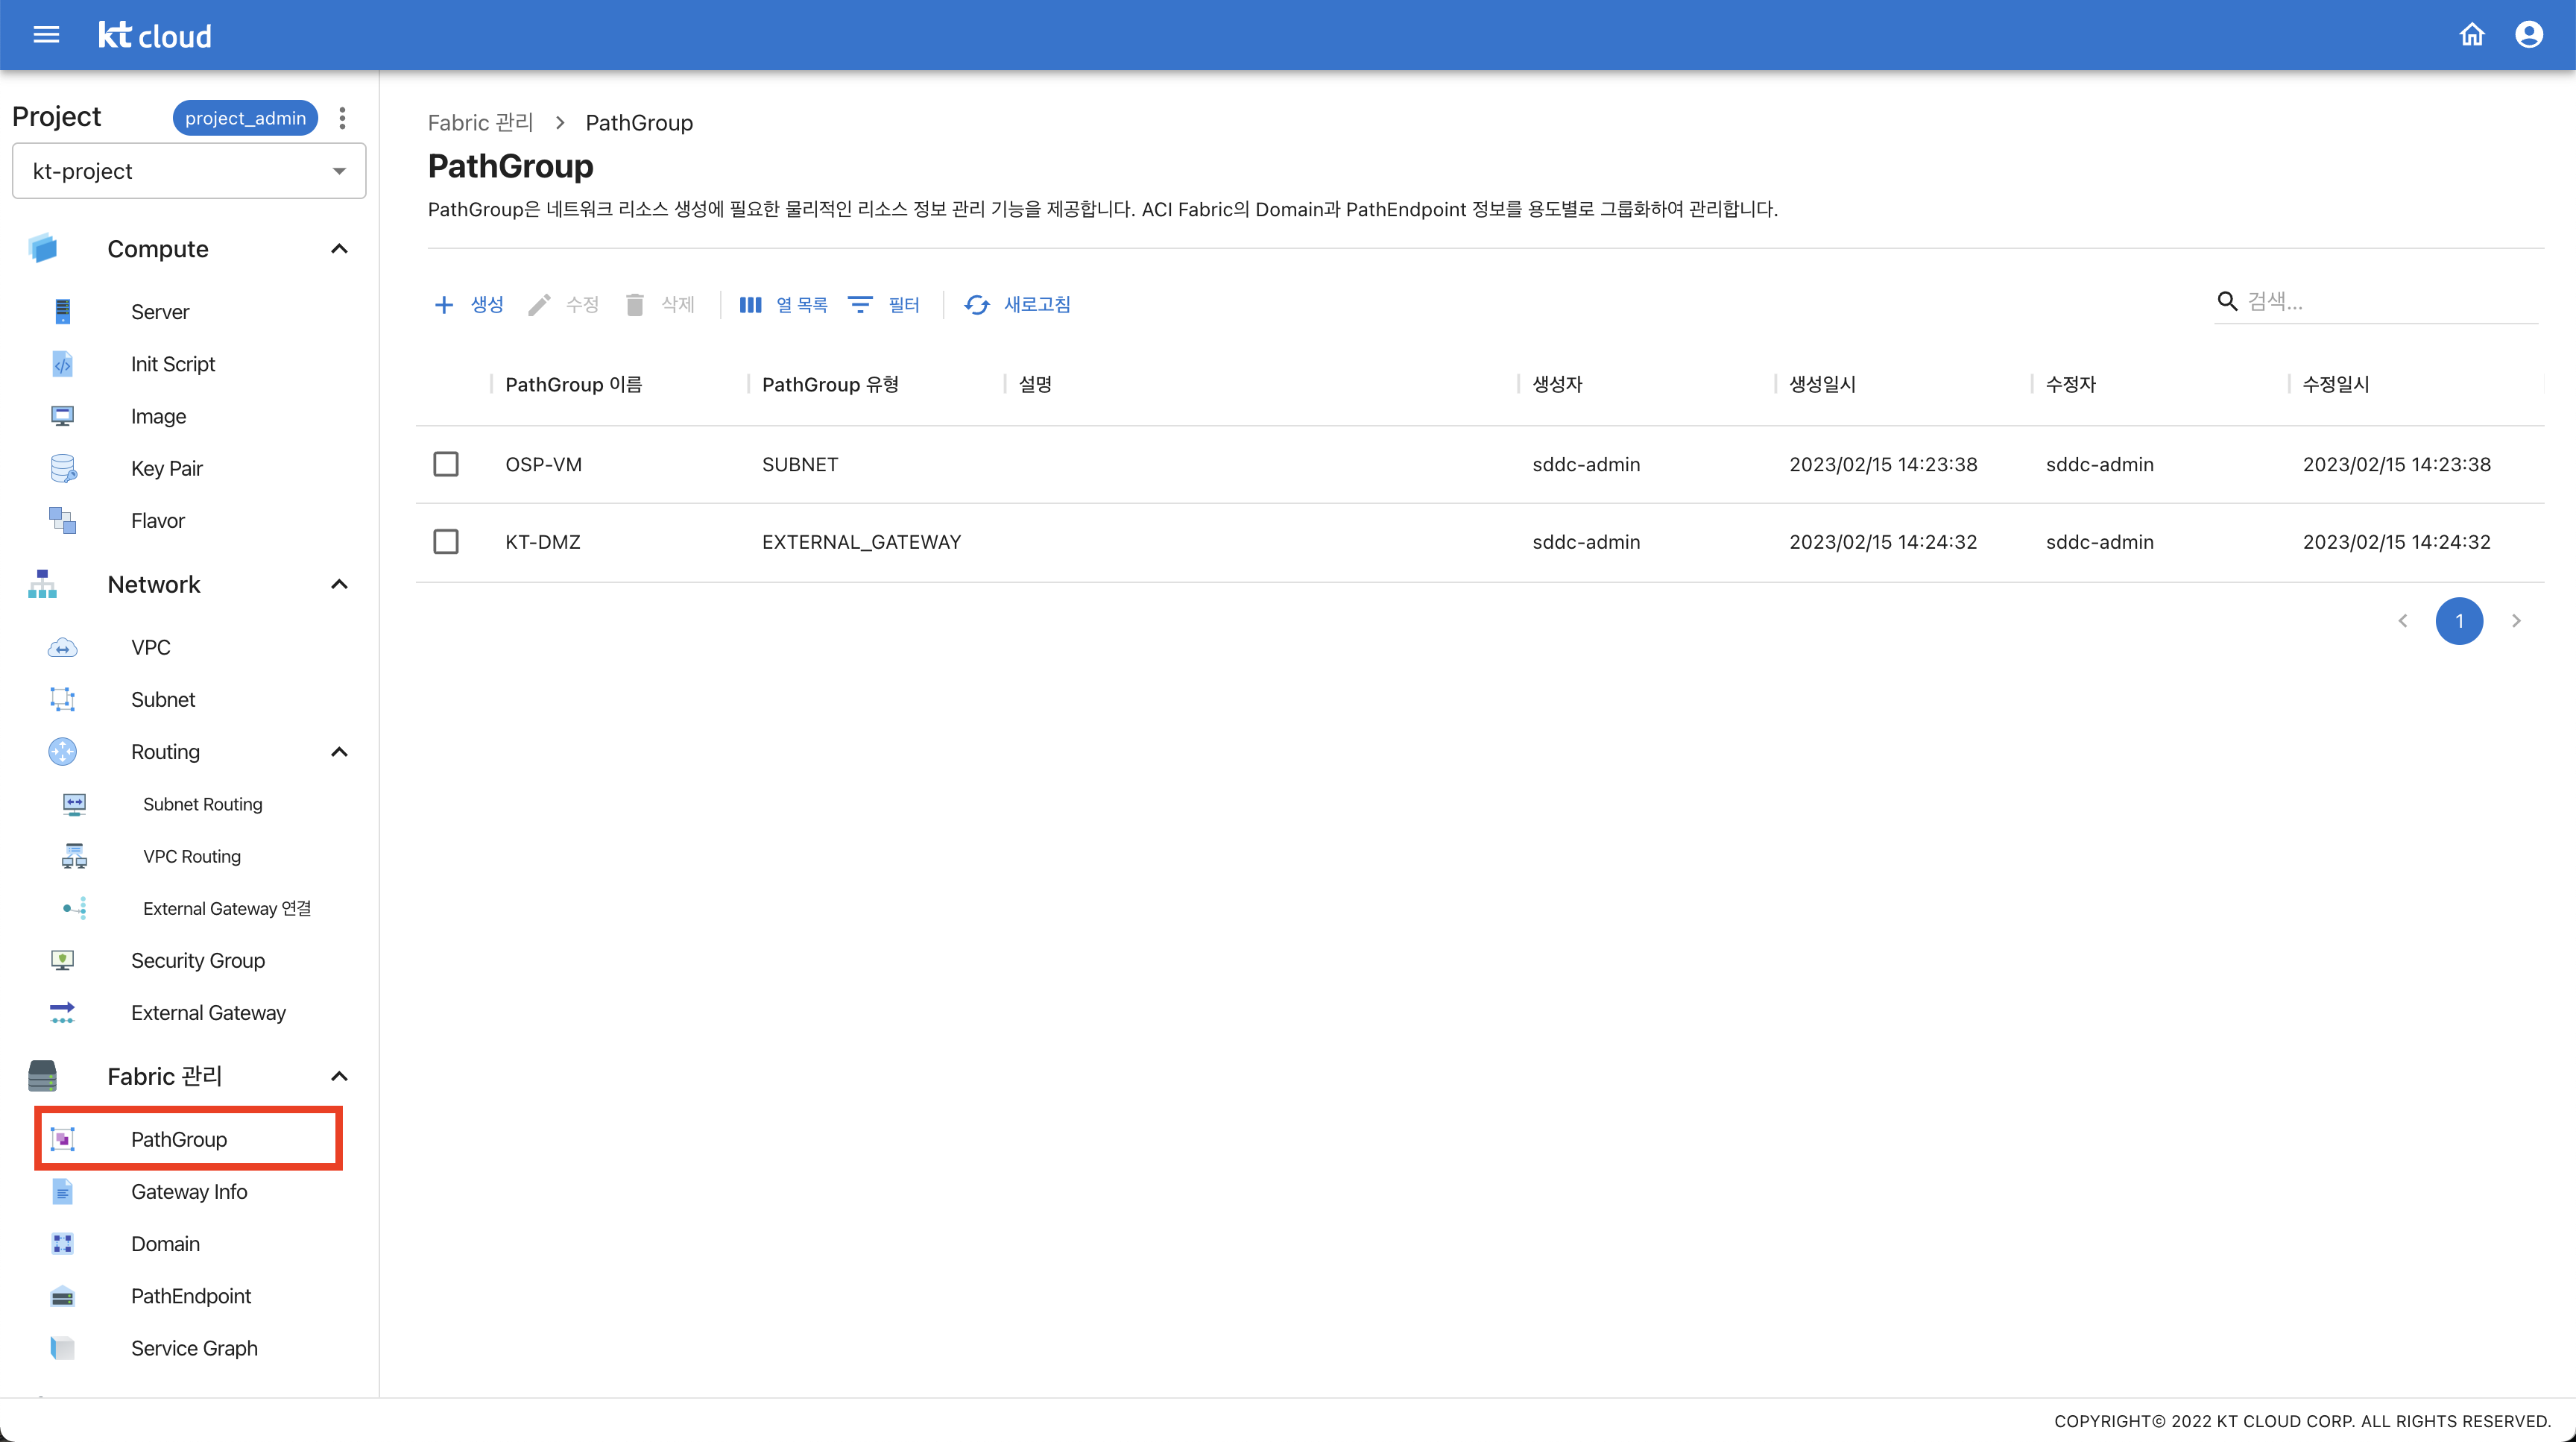 kt cloud
Project
project_admin
kt-project
Compute
Server
Init Script
Image
Key Pair
Flavor
Network
VPC
Subnet
Routing
Subnet Routing
VPC Routing
External Gateway 연결
Security Group
External Gateway
Fabric 관리
PathGroup
Gateway Info
Domain
PathEndpoint
Service Graph
Fabric 관리 > PathGroup
PathGroup
PathGroup은 네트워크 리소스 생성에 필요한 물리적인 리소스 정보 관리 기능을 제공합니다. ACI Fabric의 Domain과 PathEndpoint 정보를 용도별로 그룹화하여 관리합니다.
생성 수정 삭제 열 목록 필터 새로고침 검색...
PathGroup 이름 PathGroup 유형 설명 생성자 생성일시 수정자 수정일시
OSP-VM SUBNET sddc-admin 2023/02/15 14:23:38 sddc-admin 2023/02/15 14:23:38
KT-DMZ EXTERNAL_GATEWAY sddc-admin 2023/02/15 14:24:32 sddc-admin 2023/02/15 14:24:32
1
COPYRIGHT© 2022 KT CLOUD CORP. ALL RIGHTS RESERVED.